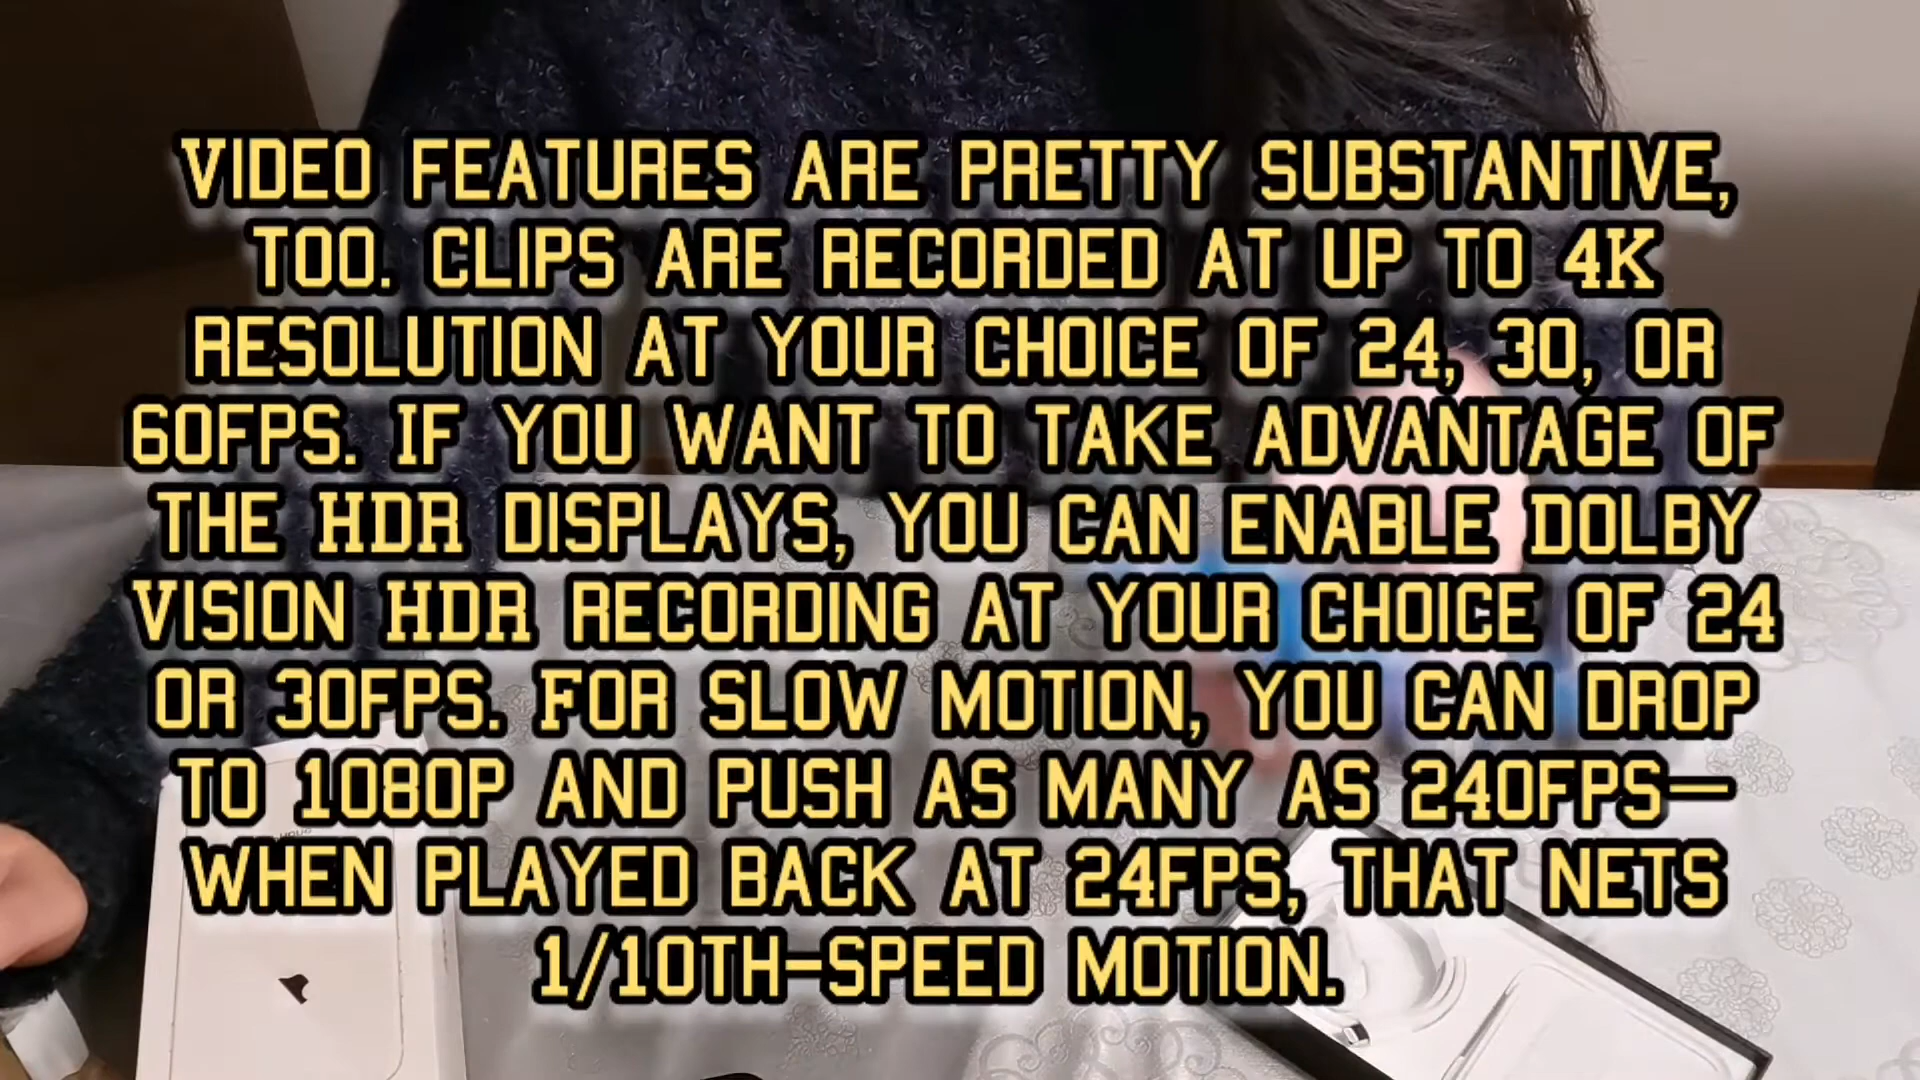 VIDEO FEATURES ARE PRETTY SUBSTANTIVE,
TOO. CLIPS ARE RECORDED AT UP TO 4K
RESOLUTION AT YOUR CHOICE OF 24, 30, OR
60FPS. IF YOU WANT TO TAKE ADVANTAGE OF
THE HDR DISPLAYS, YOU CAN ENABLE DOLBY
VISION HDR RECORDING AT YOUR CHOICE OF 24
OR 30FPS. FOR SLOW MOTION, YOU CAN DROP
TO 1080P AND PUSH AS MANY AS 240FPS—
WHEN PLAYED BACK AT 24FPS, THAT NETS
1/10TH-SPEED MOTION.